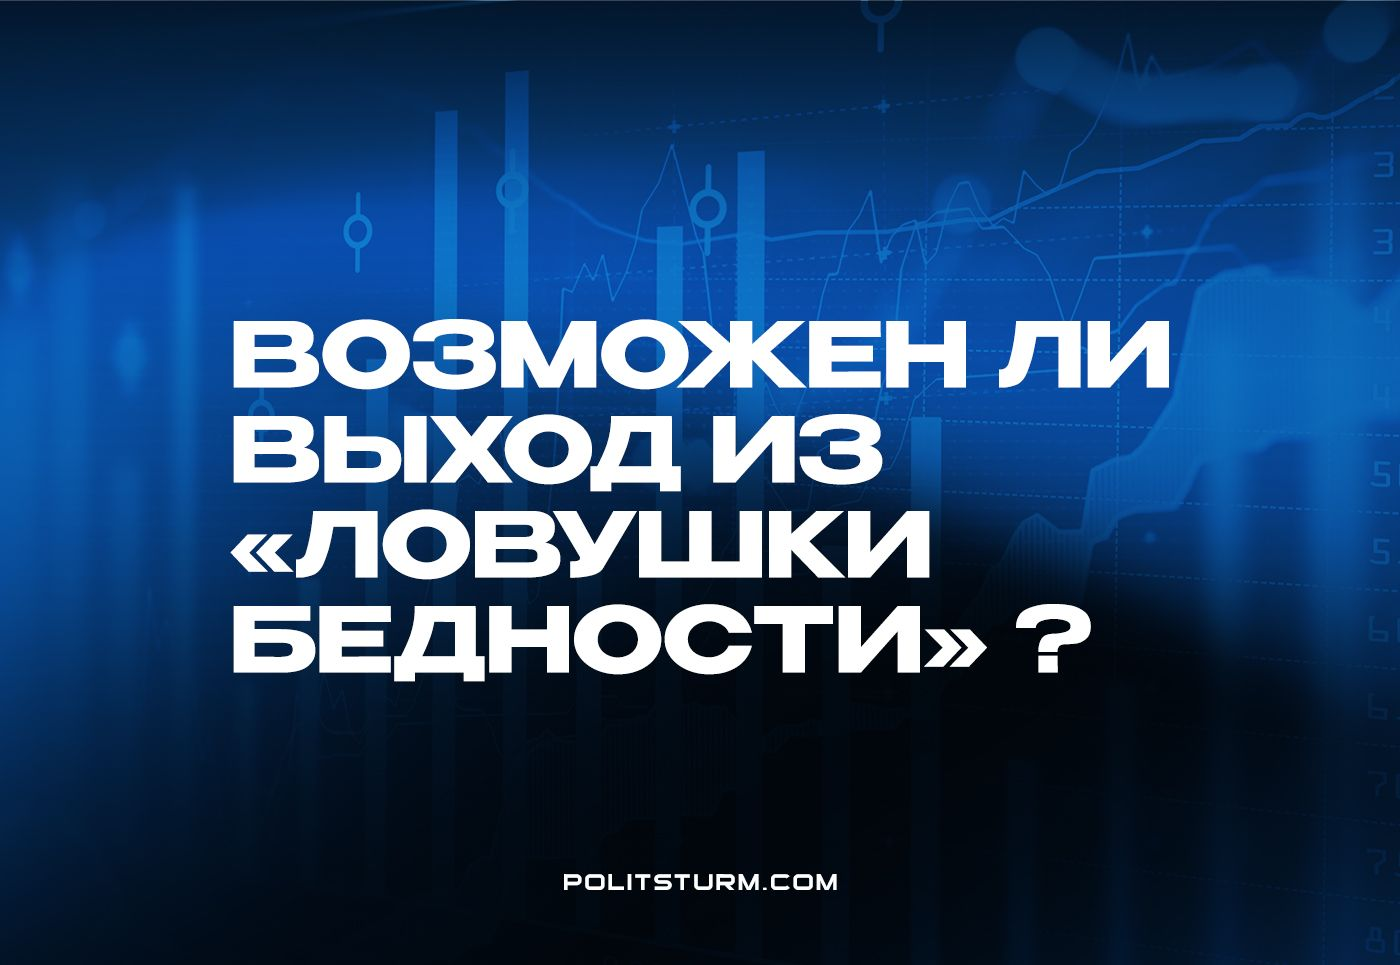 ВОЗМОЖЕН ЛИ
ВЫХОД ИЗ
«ЛОВУШКИ
БЕДНОСТИ» ?
POLITSTURM.COM